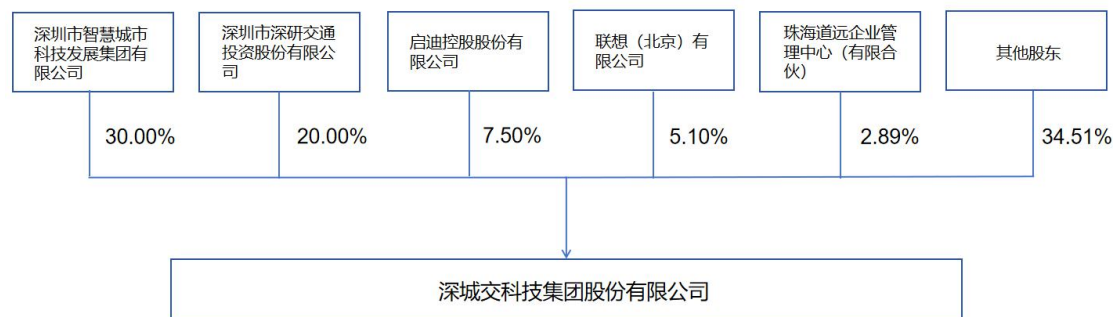 深圳市智慧城市
科技发展集团有
限公司
深圳市深研交通
投资股份有限公
司
启迪控股股份有
限公司
联想（北京）有
限公司
珠海道远企业管
理中心（有限合
伙）
其他股东
30.00%
20.00%
7.50%
5.10%
2.89%
34.51%
深城交科技集团股份有限公司